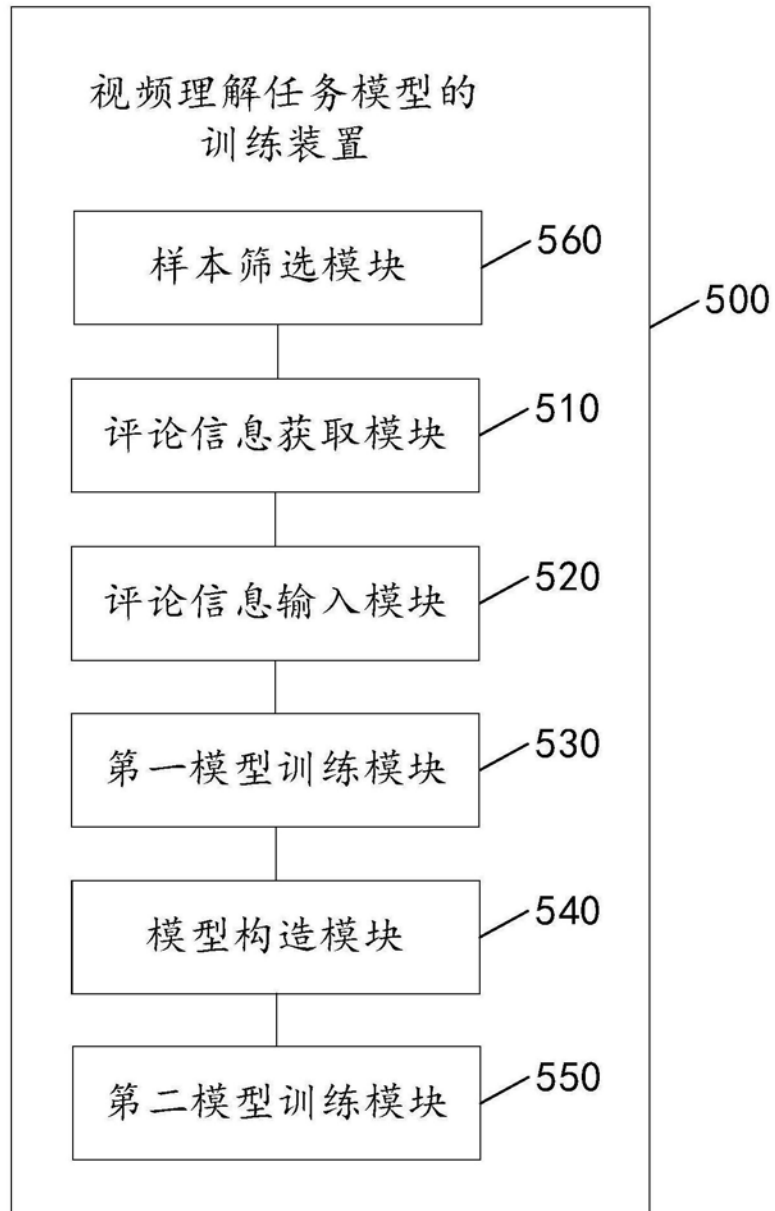 视频理解任务模型的
训练装置
样本筛选模块
560
500
评论信息获取模块
510
评论信息输入模块
520
第一模型训练模块
530
模型构造模块
540
第二模型训练模块
550